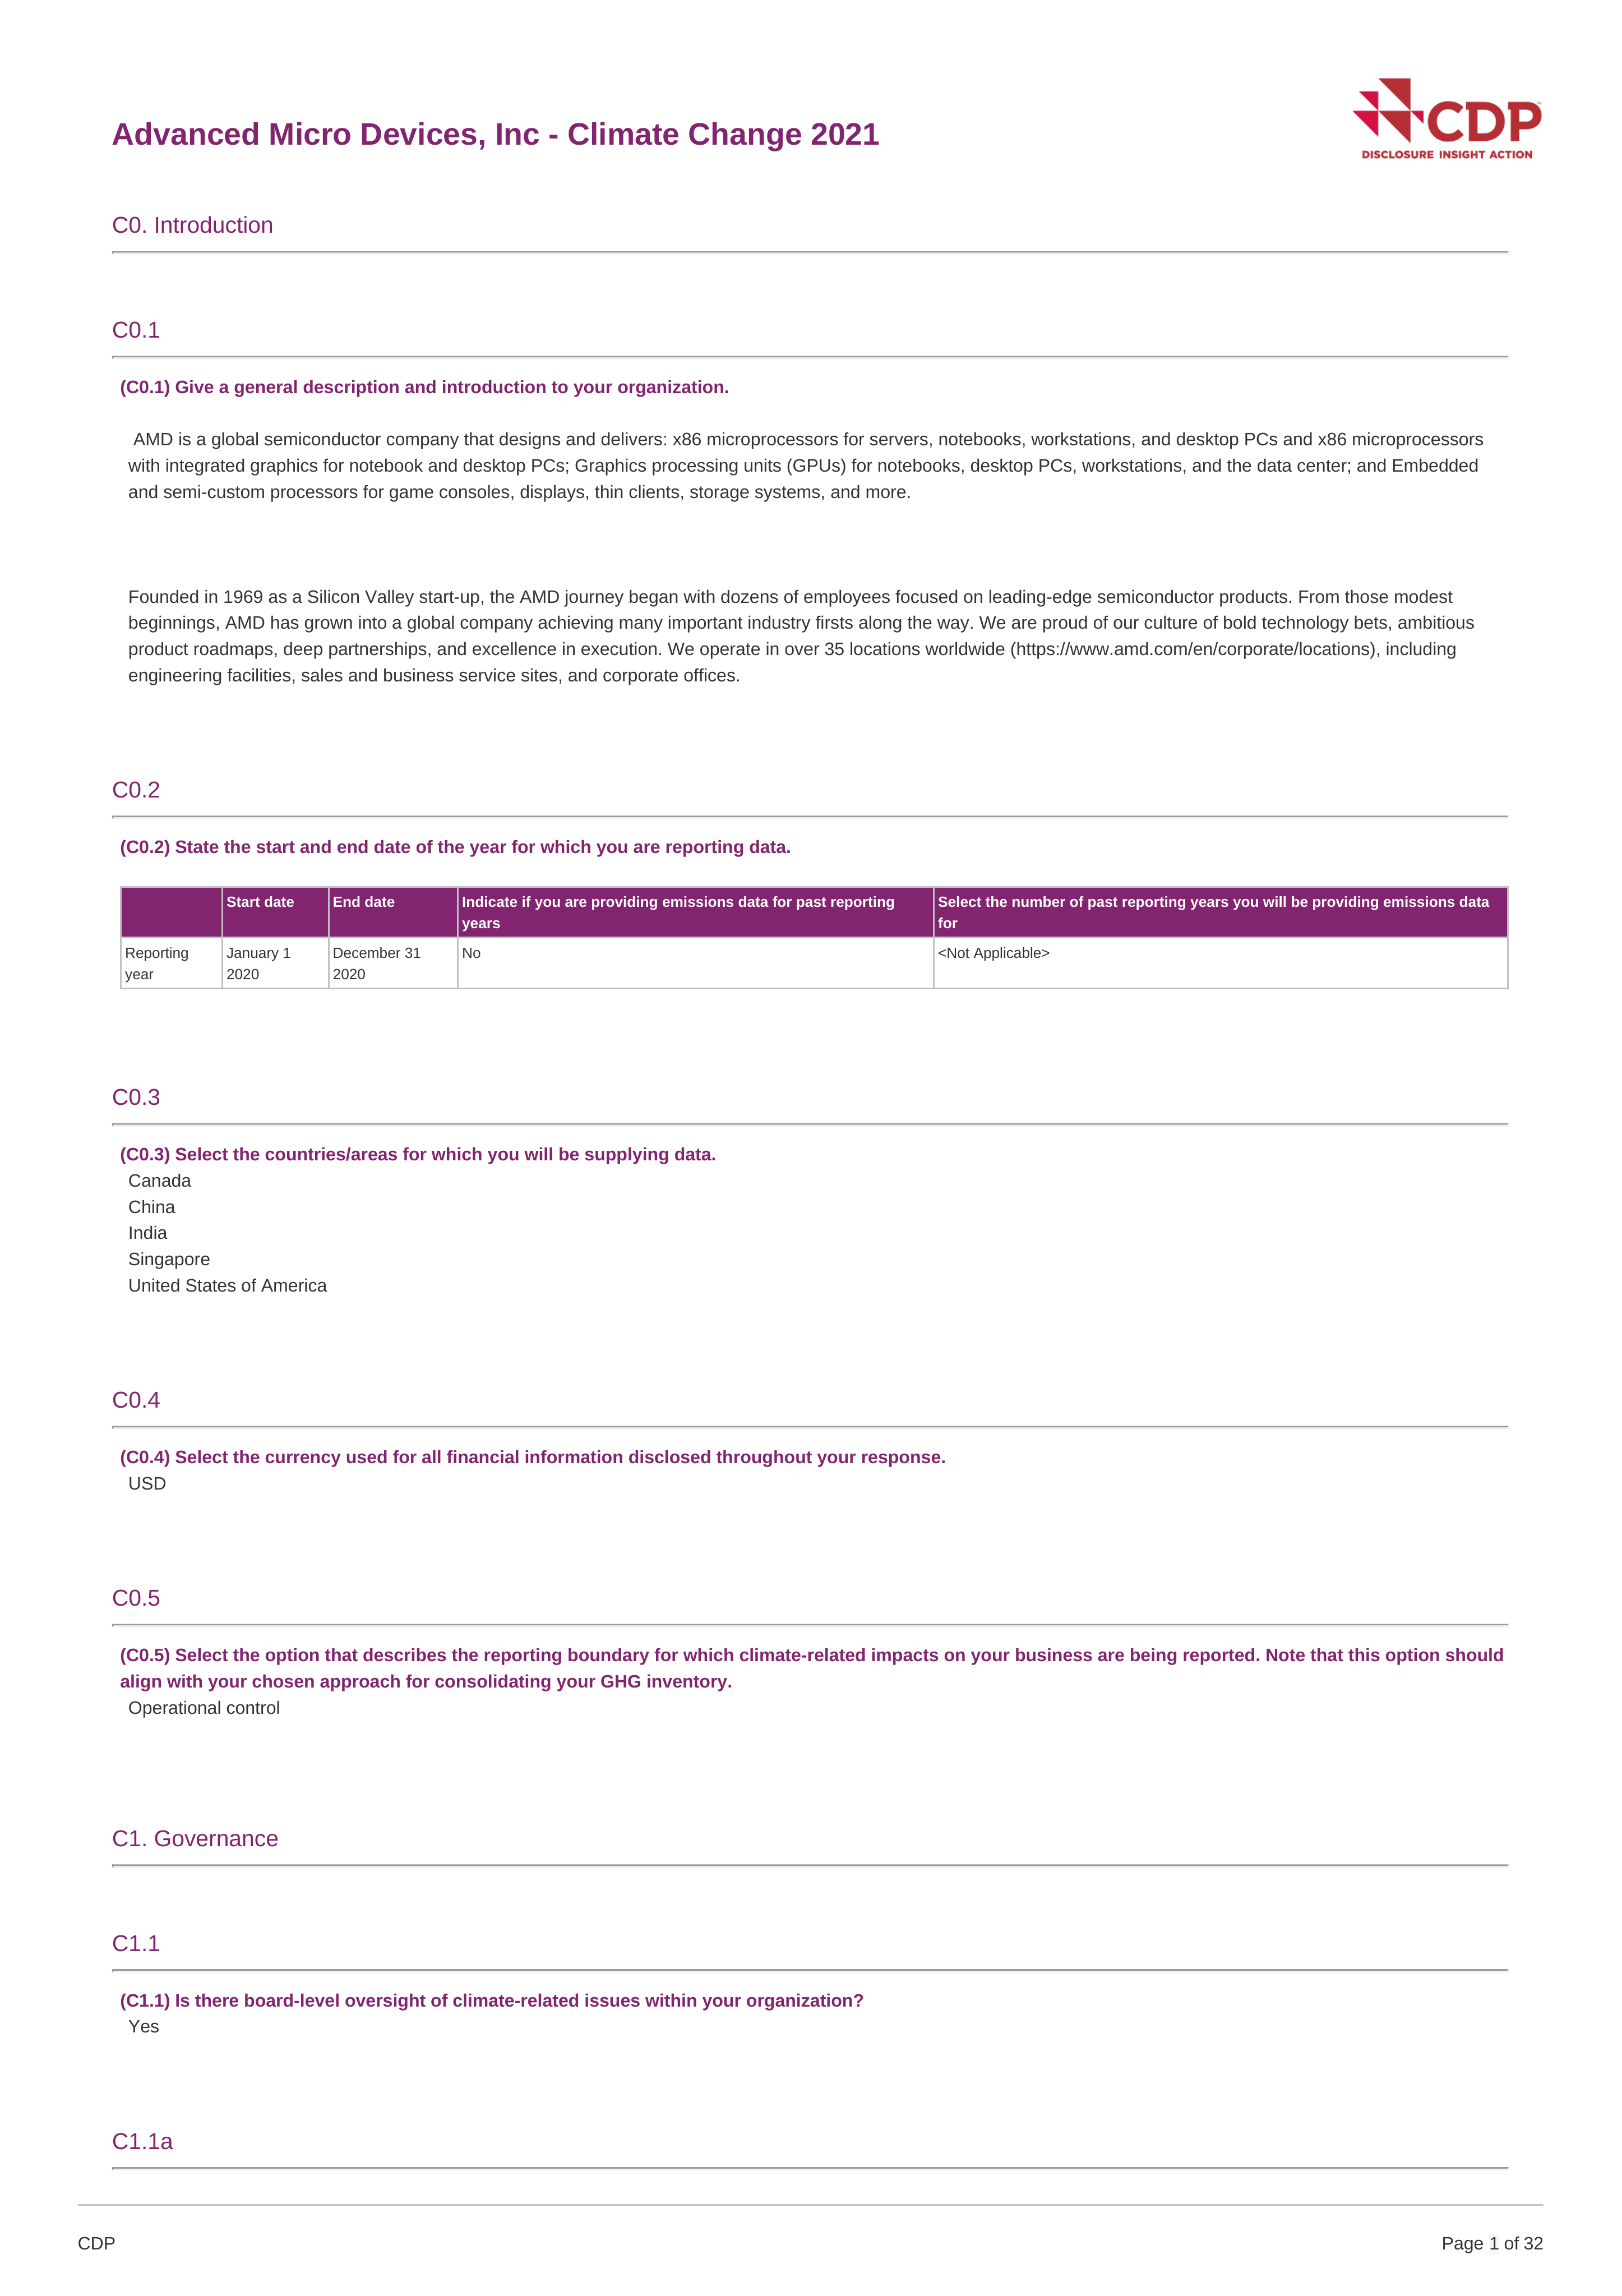 Advanced Micro Devices, Inc - Climate Change 2021
CDP
DISCLOSURE INSIGHT ACTION
C0. Introduction
C0.1
(C0.1) Give a general description and introduction to your organization.
AMD is a global semiconductor company that designs and delivers: x86 microprocessors for servers, notebooks, workstations, and desktop PCs and x86 microprocessors
with integrated graphics for notebook and desktop PCs; Graphics processing units (GPUs) for notebooks, desktop PCs, workstations, and the data center; and Embedded
and semi-custom processors for game consoles, displays, thin clients, storage systems, and more.
Founded in 1969 as a Silicon Valley start-up, the AMD journey began with dozens of employees focused on leading-edge semiconductor products. From those modest
beginnings, AMD has grown into a global company achieving many important industry firsts along the way. We are proud of our culture of bold technology bets, ambitious
product roadmaps, deep partnerships, and excellence in execution. We operate in over 35 locations worldwide (https://www.amd.com/en/corporate/locations), including
engineering facilities, sales and business service sites, and corporate offices.
C0.2
(C0.2) State the start and end date of the year for which you are reporting data.
Start date End date Indicate if you are providing emissions data for past reporting Select the number of past reporting years you will be providing emissions data
years for
Reporting January 1 December 31 No <Not Applicable>
year 2020 2020
C0.3
(C0.3) Select the countries/areas for which you will be supplying data.
Canada
China
India
Singapore
United States of America
C0.4
(C0.4) Select the currency used for all financial information disclosed throughout your response.
USD
C0.5
(C0.5) Select the option that describes the reporting boundary for which climate-related impacts on your business are being reported. Note that this option should
align with your chosen approach for consolidating your GHG inventory.
Operational control
C1. Governance
C1.1
(C1.1) Is there board-level oversight of climate-related issues within your organization?
Yes
C1.1a
CDP Page 1 of 32